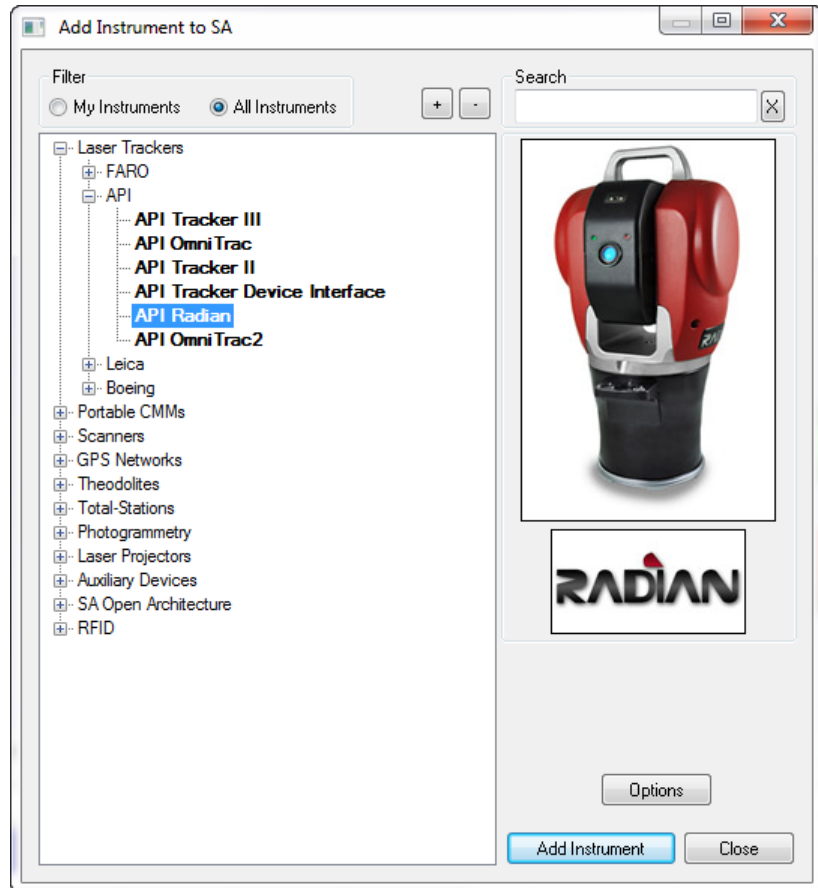 Add Instrument to SA
Filter
My Instruments
All Instruments
+
-
Search
X
Laser Trackers
FARO
API
API Tracker III
API OmniTrac
API Tracker II
API Tracker Device Interface
API Radian
API OmniTrac2
Leica
Boeing
Portable CMMs
Scanners
GPS Networks
Theodolites
Total-Stations
Photogrammetry
Laser Projectors
Auxiliary Devices
SA Open Architecture
RFID
RADIAN
Options
Add Instrument
Close